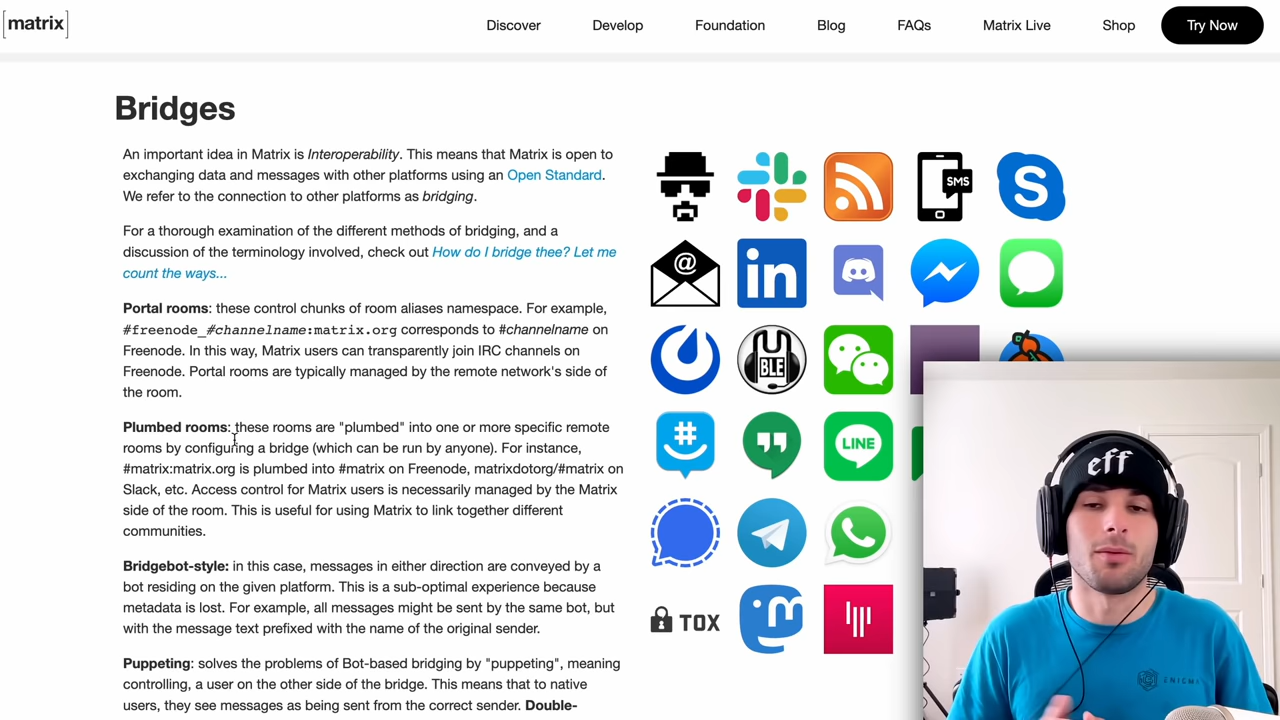 [matrix]
Discover
Develop
Foundation
Blog
FAQs
Matrix Live
Shop
Try Now
Bridges
An important idea in Matrix is Interoperability. This means that Matrix is open to
exchanging data and messages with other platforms using an Open Standard.
We refer to the connection to other platforms as bridging.
For a thorough examination of the different methods of bridging, and a
discussion of the terminology involved, check out How do I bridge thee? Let me
count the ways...
Portal rooms: these control chunks of room aliases namespace. For example,
#freenode_#channelname:matrix.org corresponds to #channelname on
Freenode. In this way, Matrix users can transparently join IRC channels on
Freenode. Portal rooms are typically managed by the remote network's side of
the room.
Plumbed rooms: these rooms are "plumbed" into one or more specific remote
rooms by configuring a bridge (which can be run by anyone). For instance,
#matrix:matrix.org is plumbed into #matrix on Freenode, matrixdotorg/#matrix on
Slack, etc. Access control for Matrix users is necessarily managed by the Matrix
side of the room. This is useful for using Matrix to link together different
communities.
Bridgebot-style: in this case, messages in either direction are conveyed by a
bot residing on the given platform. This is a sub-optimal experience because
metadata is lost. For example, all messages might be sent by the same bot, but
with the message text prefixed with the name of the original sender.
Puppeting: solves the problems of Bot-based bridging by "puppeting", meaning
controlling, a user on the other side of the bridge. This means that to native
users, they see messages as being sent from the correct sender. Double-
SMS
S
@
in
BLE
#
LINE
TOX
m
eff
ENIGMA